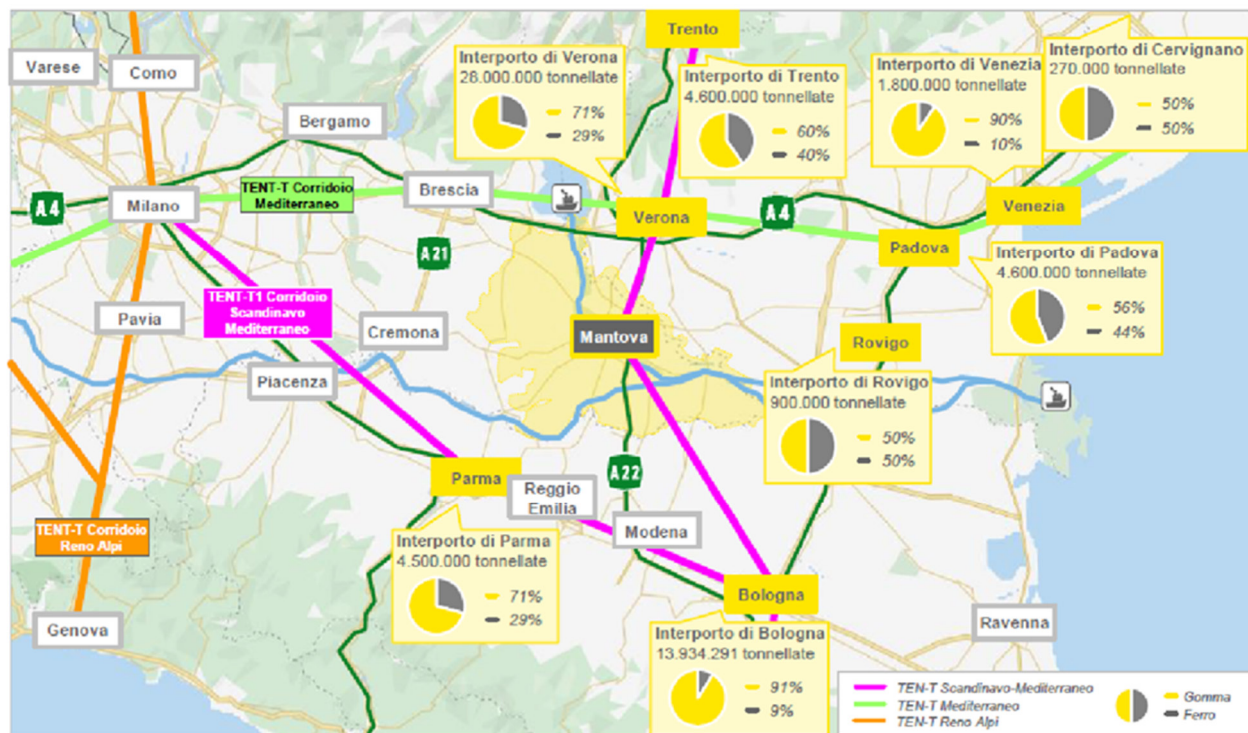 Trento
Varese
Como
Interporto di Verona
28.000.000 tonnellate
71%
29%
Interporto di Trento
4.600.000 tonnellate
60%
40%
Interporto di Venezia
1.800.000 tonnellate
90%
10%
Interporto di Cervignano
270.000 tonnellate
50%
50%
Bergamo
TENT-T Corridoio
Mediterraneo
Brescia
A4
Milano
Verona
A4
Venezia
Padova
A21
Interporto di Padova
4.600.000 tonnellate
56%
44%
TENT-T1 Corridoio
Scandinavo
Mediterraneo
Pavia
Cremona
Mantova
Rovigo
Piacenza
Interporto di Rovigo
900.000 tonnellate
50%
50%
Parma
A22
Reggio
Emilia
Modena
TENT-T Corridoio
Reno Alpi
Interporto di Parma
4.500.000 tonnellate
71%
29%
Bologna
Genova
Ravenna
Interporto di Bologna
13.934.291 tonnellate
91%
9%
TEN-T Scandinavo-Mediterraneo
TEN-T Mediterraneo
TEN-T Reno Alpi
Gomma
Ferro